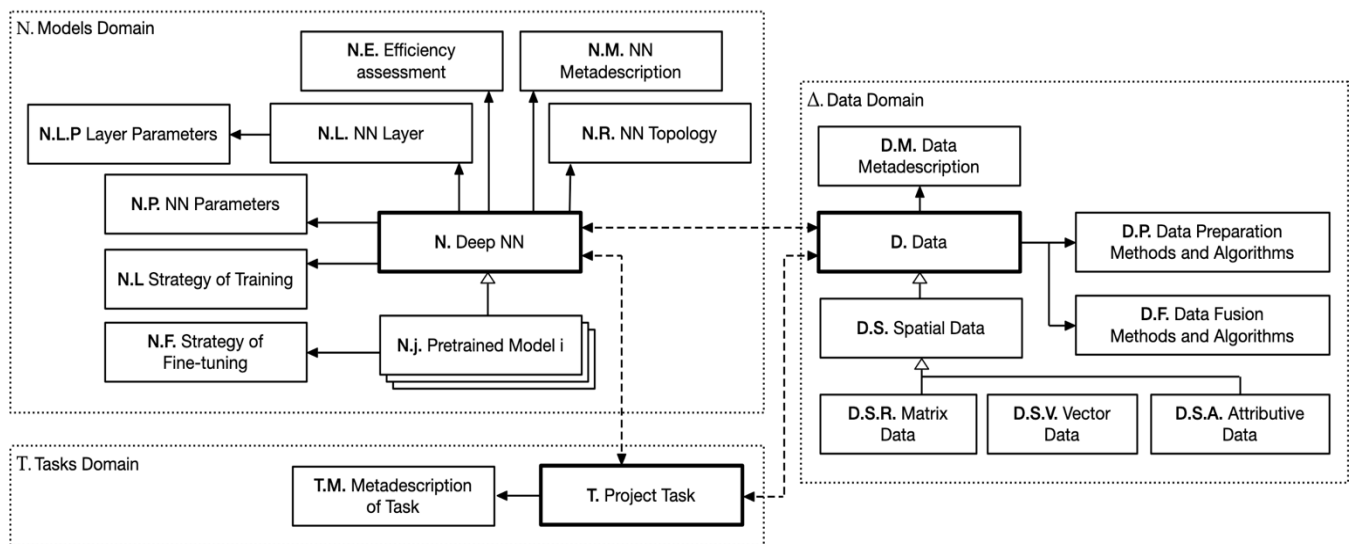 N. Models Domain
N.E. Efficiency
assessment
N.M. NN
Metadescription
N.L.P Layer Parameters
N.L. NN Layer
N.R. NN Topology
N.P. NN Parameters
N. Deep NN
N.L Strategy of Training
N.F. Strategy of
Fine-tuning
N.j. Pretrained Model i
Δ. Data Domain
D.M. Data
Metadescription
D. Data
D.P. Data Preparation
Methods and Algorithms
D.S. Spatial Data
D.F. Data Fusion
Methods and Algorithms
D.S.R. Matrix
Data
D.S.V. Vector
Data
D.S.A. Attributive
Data
T. Tasks Domain
T.M. Metadescription
of Task
T. Project Task